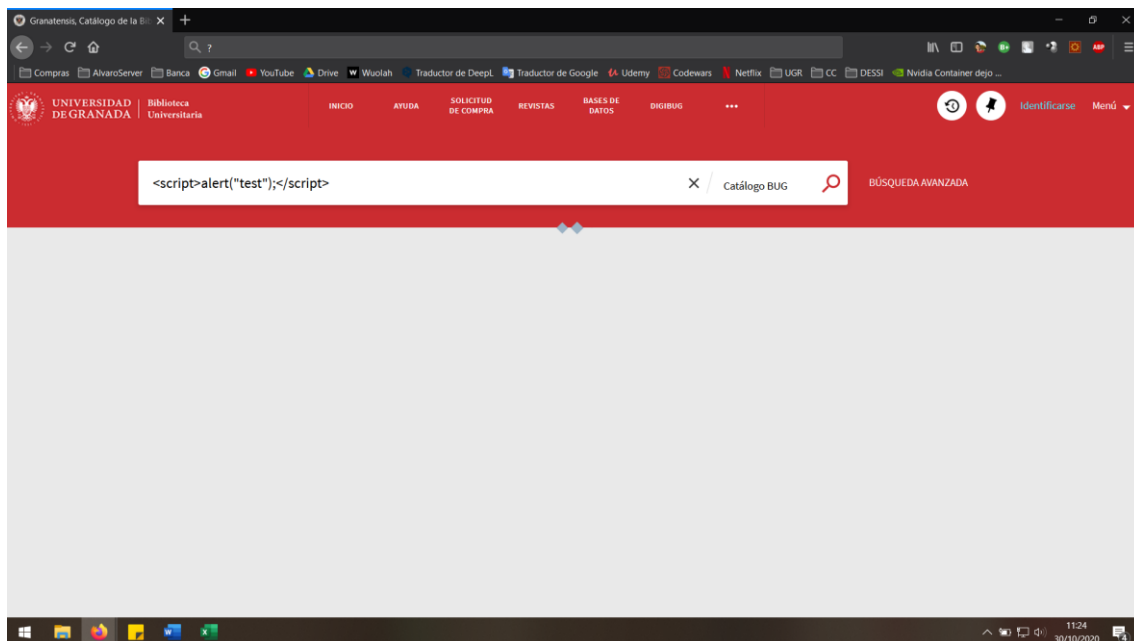 Granatensis, Catálogo de la Bib
?
Compras AlvaroServer Banca Gmail YouTube Drive Wuolah Traductor de DeepL Traductor de Google Udemy Codewars Netflix UGR CC DESSI Nvidia Container dejo ...
UNIVERSIDAD DE GRANADA
Biblioteca Universitaria
INICIO
AYUDA
SOLICITUD DE COMPRA
REVISTAS
BASES DE DATOS
DIGIBUG
•••
Identificarse
Menú
<script>alert("test");</script>
Catálogo BUG
BÚSQUEDA AVANZADA
11:24
30/10/2020